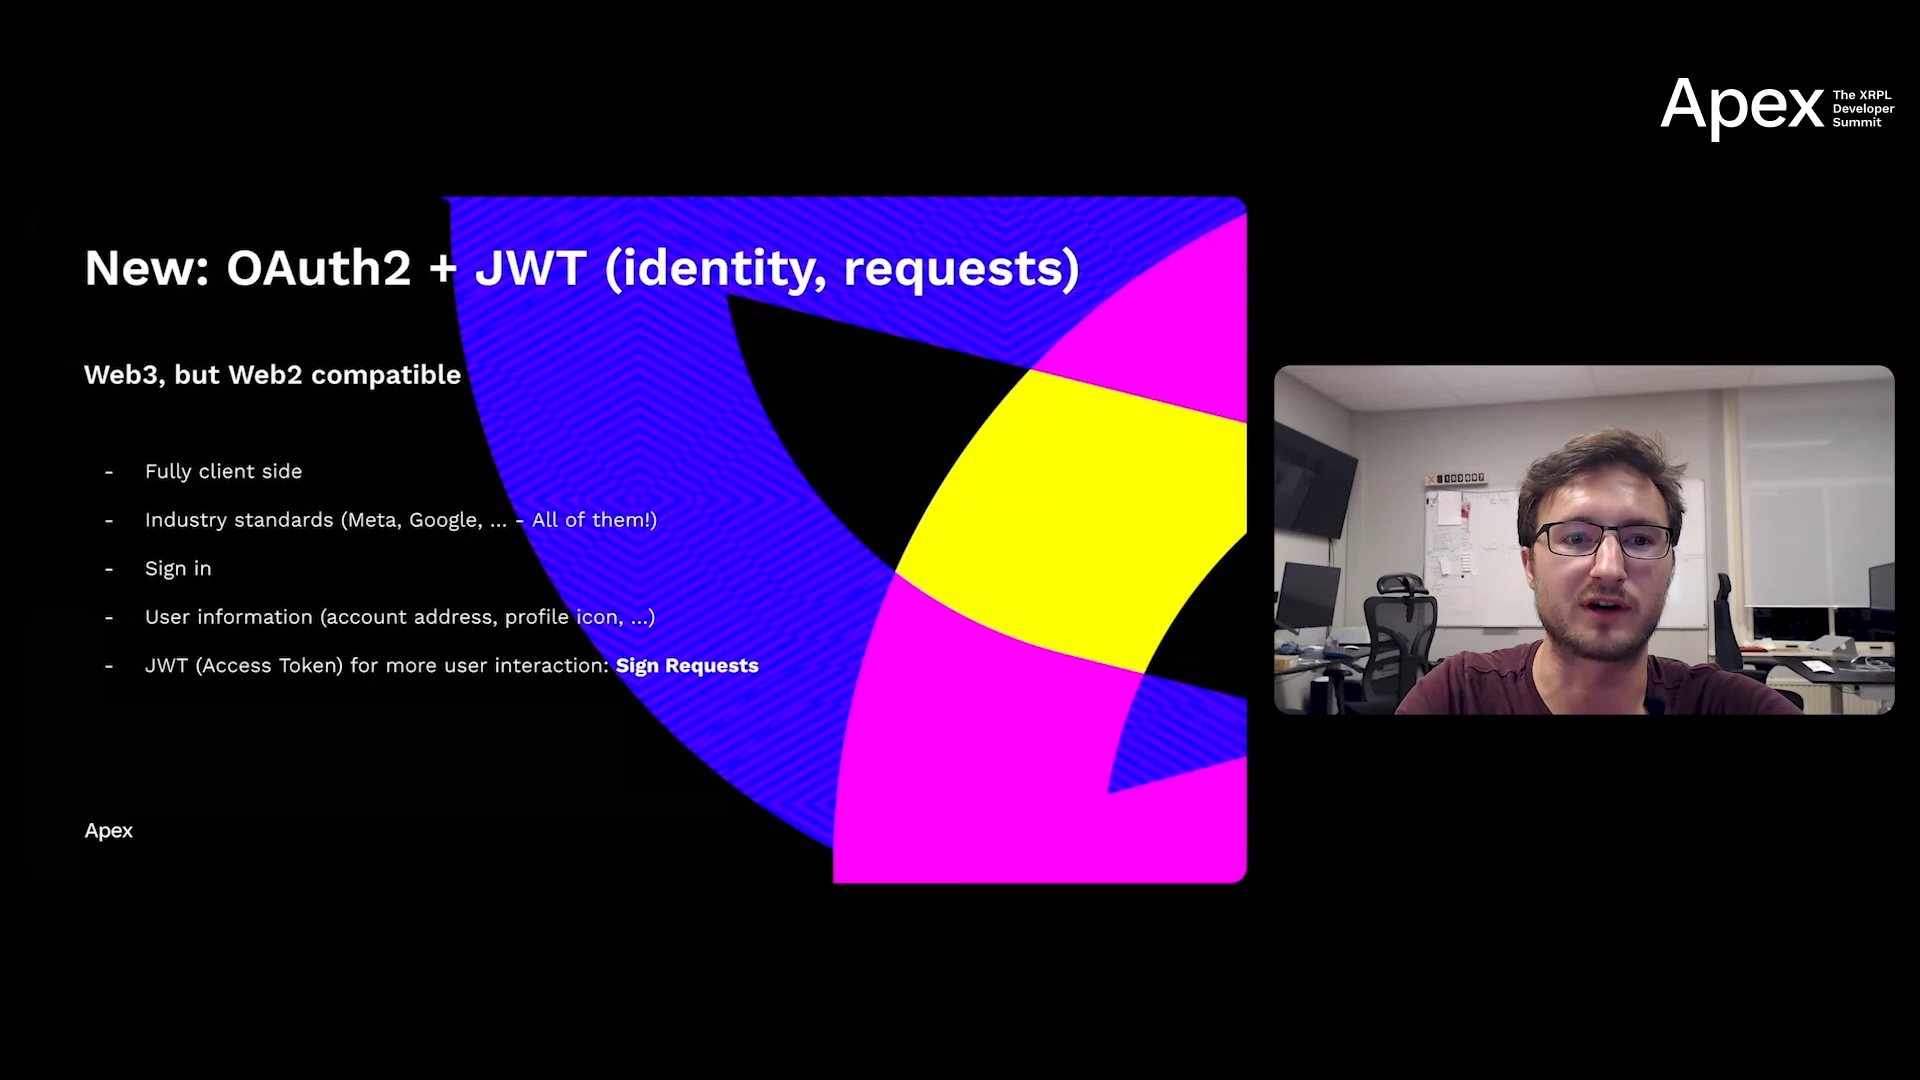 Apex
The XRPL
Developer
Summit
New: OAuth2 + JWT (identity, requests)
Web3, but Web2 compatible
- Fully client side
- Industry standards (Meta, Google, ... - All of them!)
- Sign in
- User information (account address, profile icon, ...)
- JWT (Access Token) for more user interaction: Sign Requests
Apex